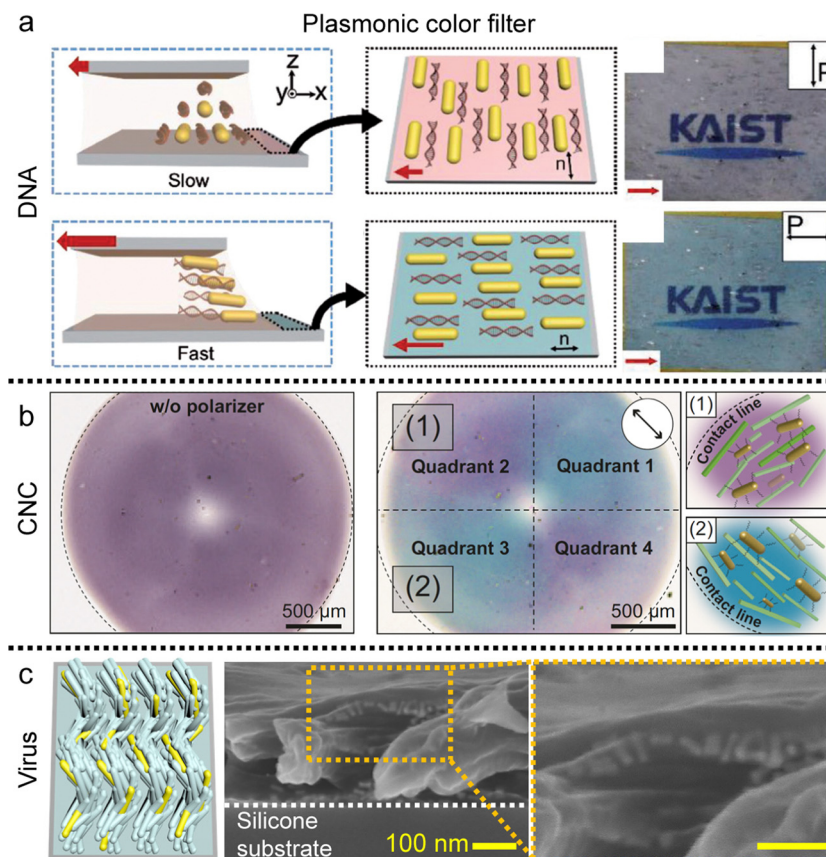 a
Plasmonic color filter
DNA
z
y
x
Slow
n
P
KAIST
Fast
n
P
KAIST
b
CNC
w/o polarizer
500 μm
(1)
Quadrant 2
Quadrant 1
Quadrant 3
Quadrant 4
(2)
500 μm
(1)
Contact line
(2)
Contact line
c
Virus
Silicone
substrate
100 nm